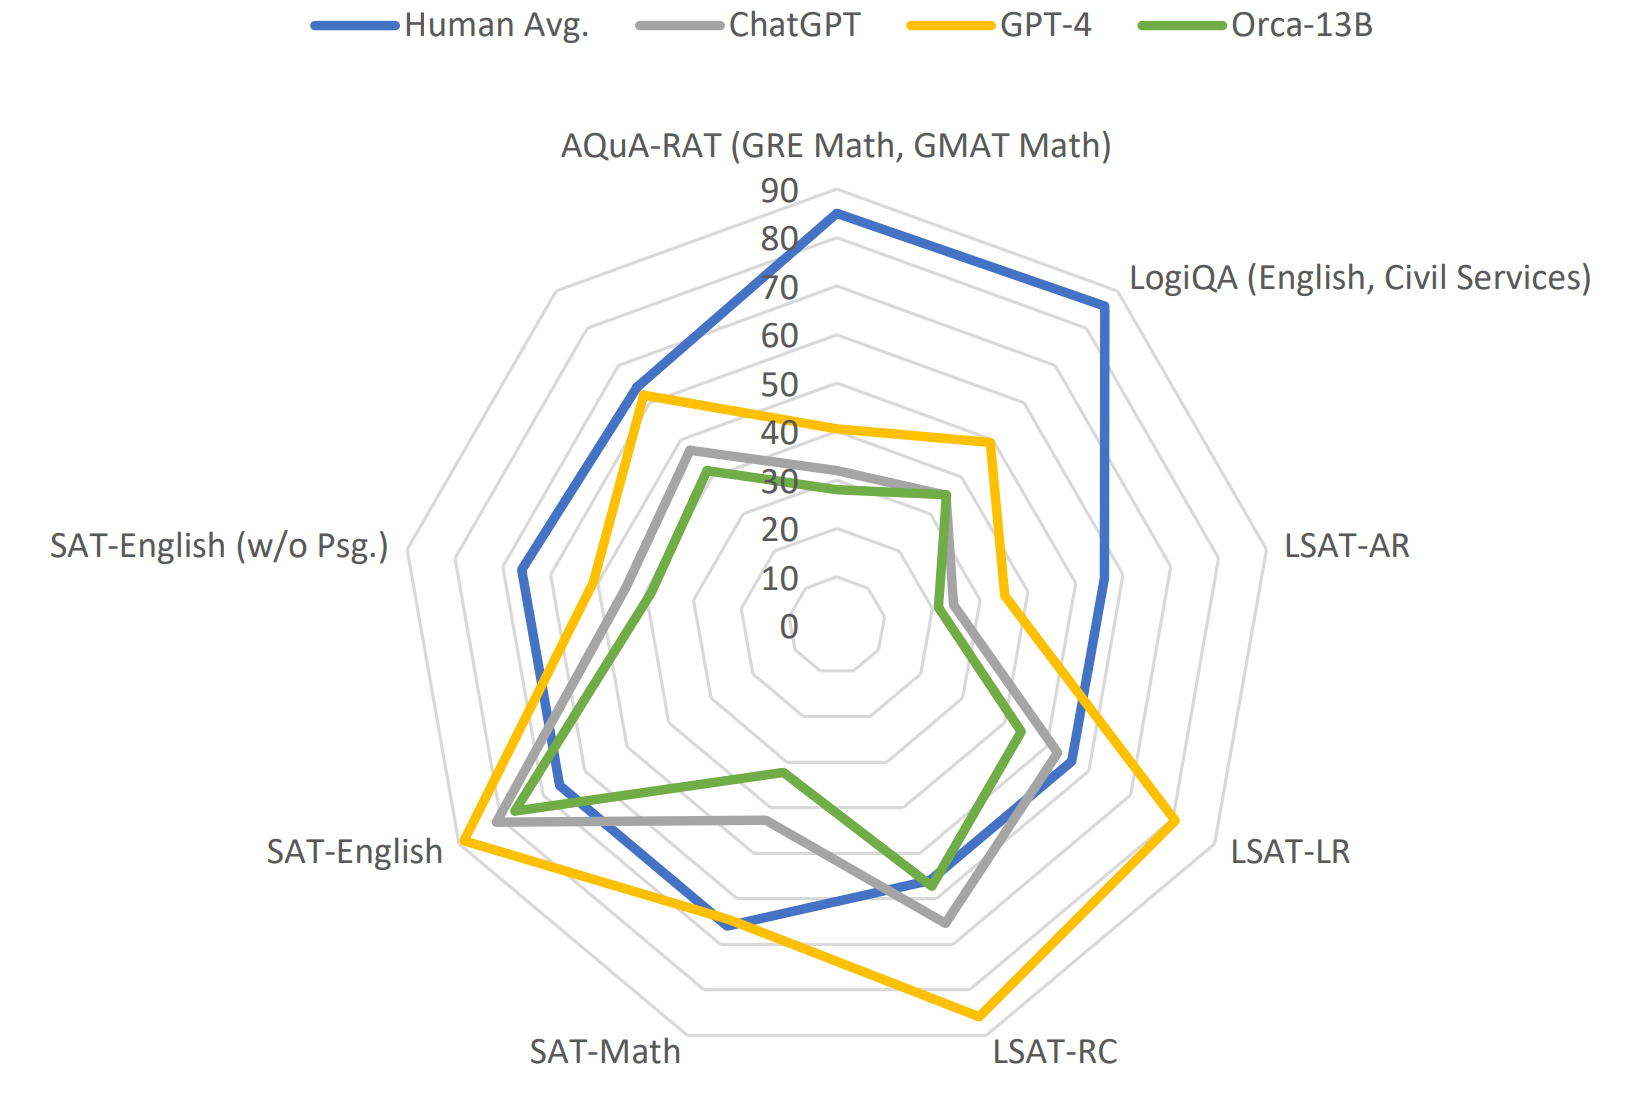 Human Avg. ChatGPT GPT-4 Orca-13B
AQuA-RAT (GRE Math, GMAT Math)
90
80
70
60
50
40
30
20
10
0
LogiQA (English, Civil Services)
LSAT-AR
LSAT-LR
LSAT-RC
SAT-Math
SAT-English
SAT-English (w/o Psg.)